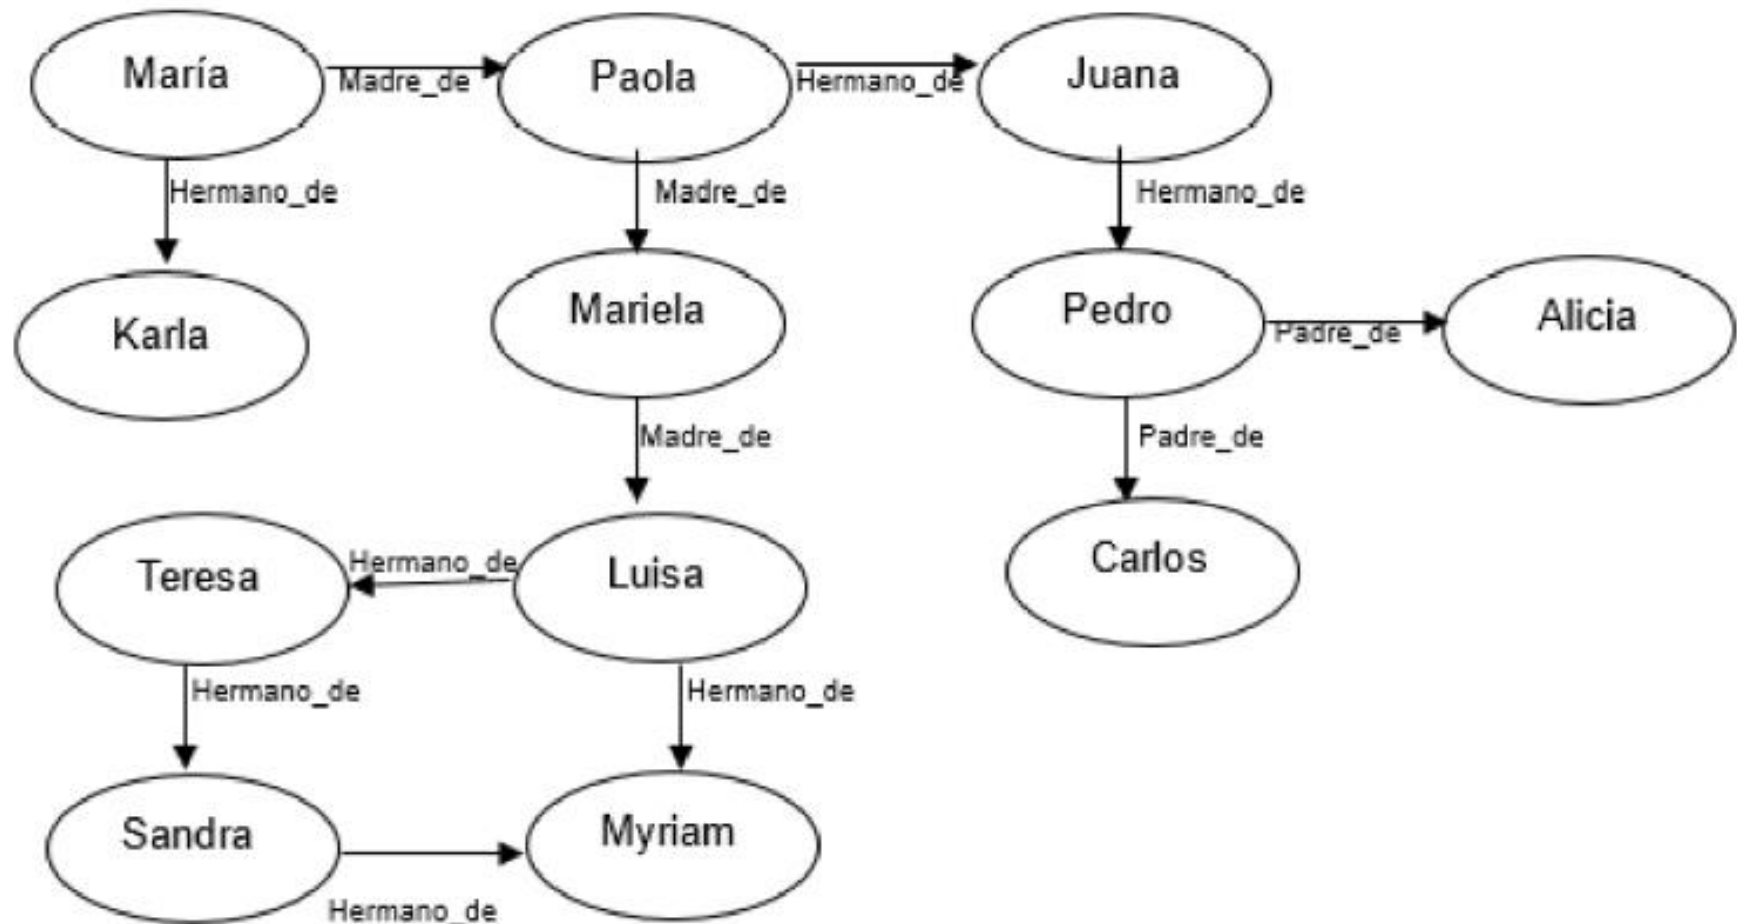 María
Madre_de
Paola
Hermano_de
Juana
Hermano_de
Madre_de
Hermano_de
Karla
Mariela
Pedro
Padre_de
Alicia
Madre_de
Padre_de
Teresa
Hermano_de
Luisa
Carlos
Hermano_de
Hermano_de
Sandra
Myriam
Hermano_de